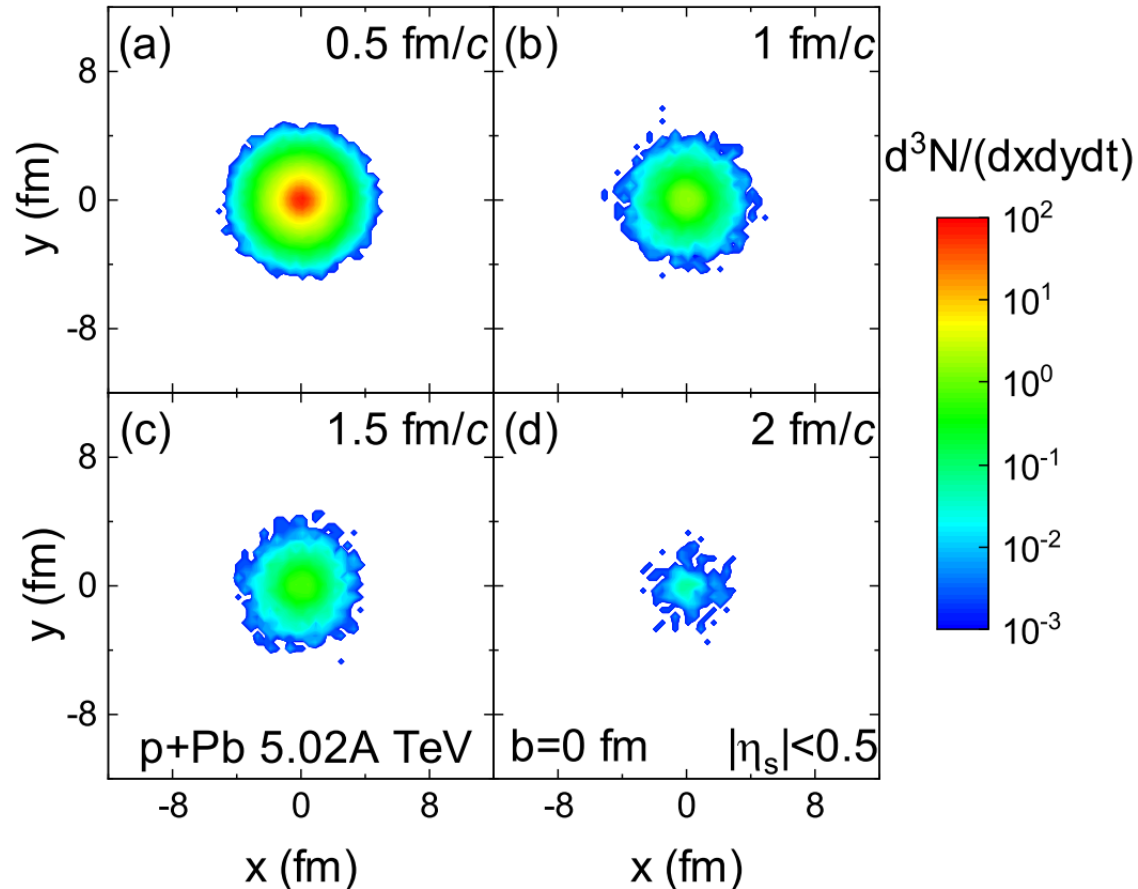 (a) 0.5 fm/c (b) 1 fm/c
8
0
-8
y (fm)
(c) 1.5 fm/c (d) 2 fm/c
8
0
-8
y (fm)
p+Pb 5.02A TeV b=0 fm |ηₛ|<0.5
-8 0 8 -8 0 8
x (fm) x (fm)
d³N/(dxdydt)
10²
10¹
10⁰
10⁻¹
10⁻²
10⁻³